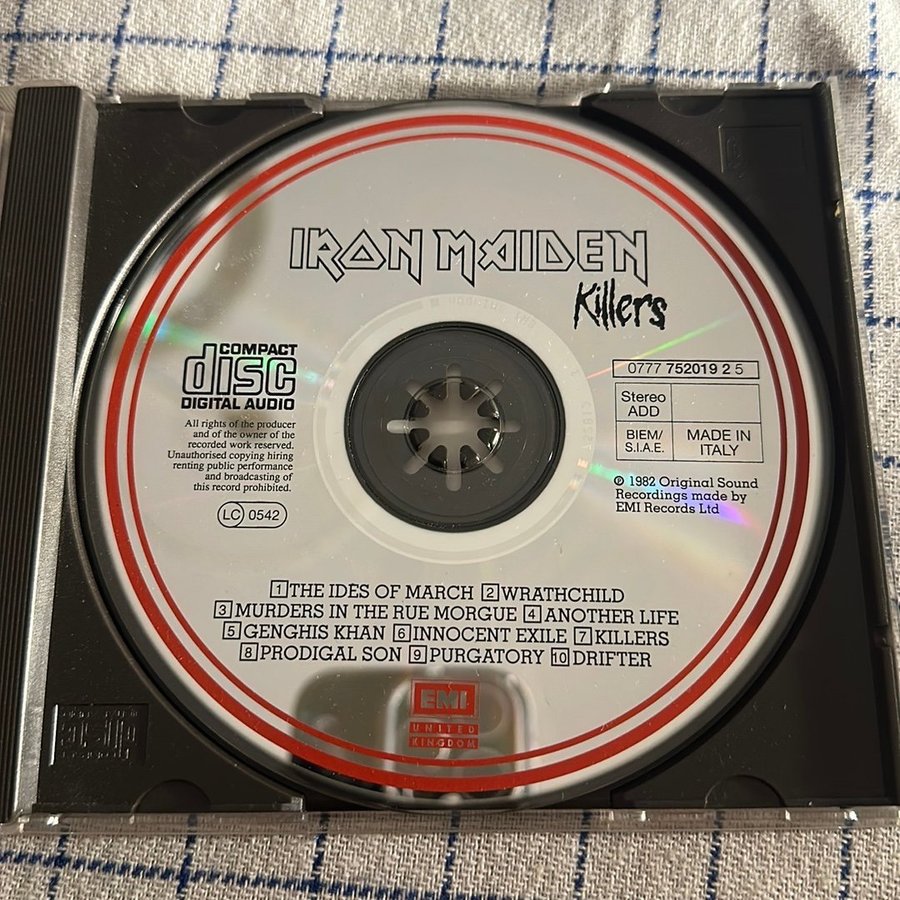 IRON MAIDEN
Killers
COMPACT
disc
DIGITAL AUDIO
All rights of the producer
and of the owner of the
recorded work reserved.
Unauthorised copying hiring
renting public performance
and broadcasting of
this record prohibited.
LC 0542
0777 752019 2 5
Stereo
ADD
BIEM/
S.I.A.E.
MADE IN
ITALY
℗ 1982 Original Sound
Recordings made by
EMI Records Ltd
1 THE IDES OF MARCH 2 WRATHCHILD
3 MURDERS IN THE RUE MORGUE 4 ANOTHER LIFE
5 GENGHIS KHAN 6 INNOCENT EXILE 7 KILLERS
8 PRODIGAL SON 9 PURGATORY 10 DRIFTER
EMI
UNITED
KINGDOM